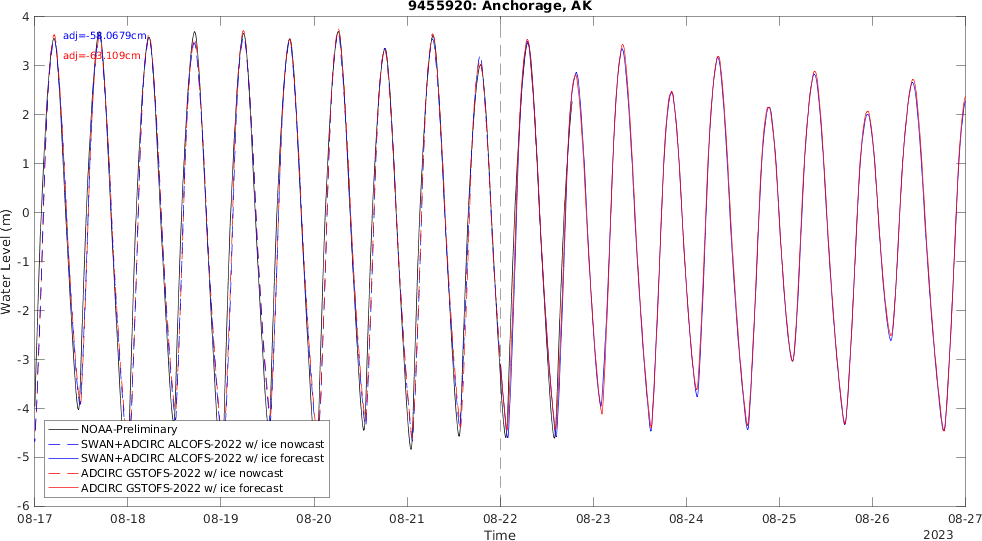 9455920: Anchorage, AK
adj=-58.0679cm
adj=-63.109cm
4
3
2
1
0
-1
-2
-3
-4
-5
-6
Water Level (m)
NOAA-Preliminary
SWAN+ADCIRC ALCOFS-2022 w/ ice nowcast
SWAN+ADCIRC ALCOFS-2022 w/ ice forecast
ADCIRC GSTOFS-2022 w/ ice nowcast
ADCIRC GSTOFS-2022 w/ ice forecast
08-17 08-18 08-19 08-20 08-21 08-22 08-23 08-24 08-25 08-26 08-27
Time
2023